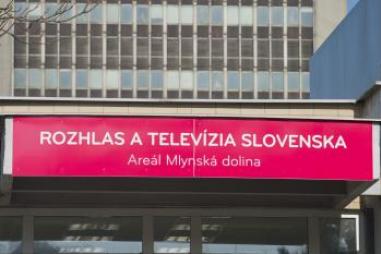 ROZHLAS A TELEVÍZIA SLOVENSKA
Areál Mlynská dolina